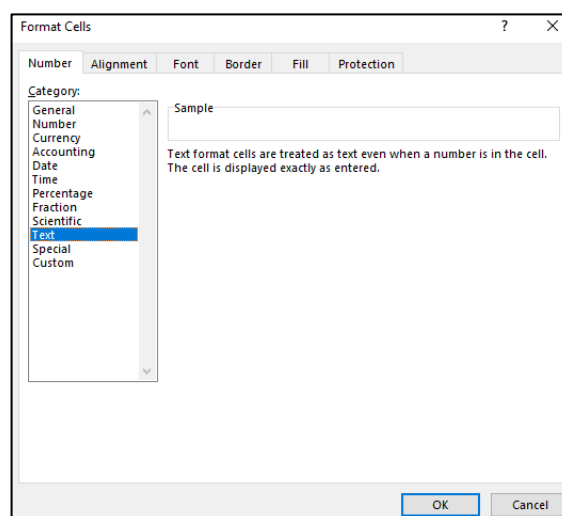 Format Cells ?
Number Alignment Font Border Fill Protection
Category:
General
Number
Currency
Accounting
Date
Time
Percentage
Fraction
Scientific
Text
Special
Custom
Sample
Text format cells are treated as text even when a number is in the cell.
The cell is displayed exactly as entered.
OK Cancel